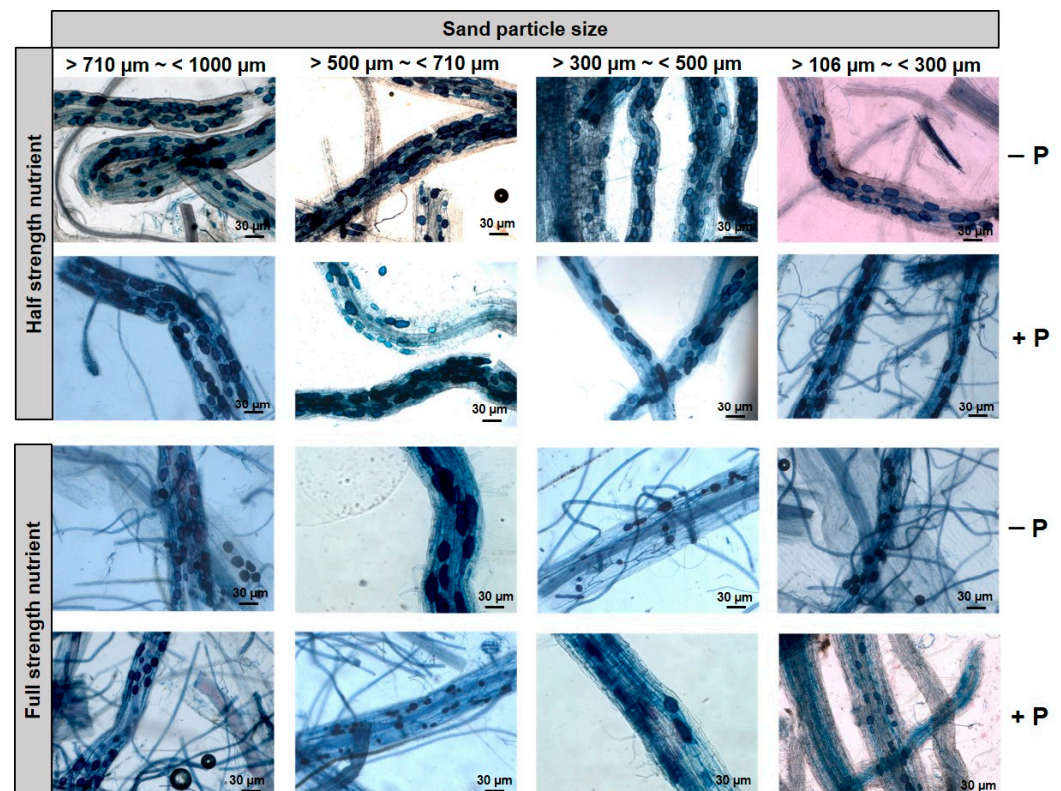 Sand particle size
> 710 µm ~ < 1000 µm
> 500 µm ~ < 710 µm
> 300 µm ~ < 500 µm
> 106 µm ~ < 300 µm
Half strength nutrient
30 µm
30 µm
30 µm
30 µm
– P
30 µm
30 µm
30 µm
30 µm
+ P
Full strength nutrient
30 µm
30 µm
30 µm
30 µm
– P
30 µm
30 µm
30 µm
30 µm
+ P